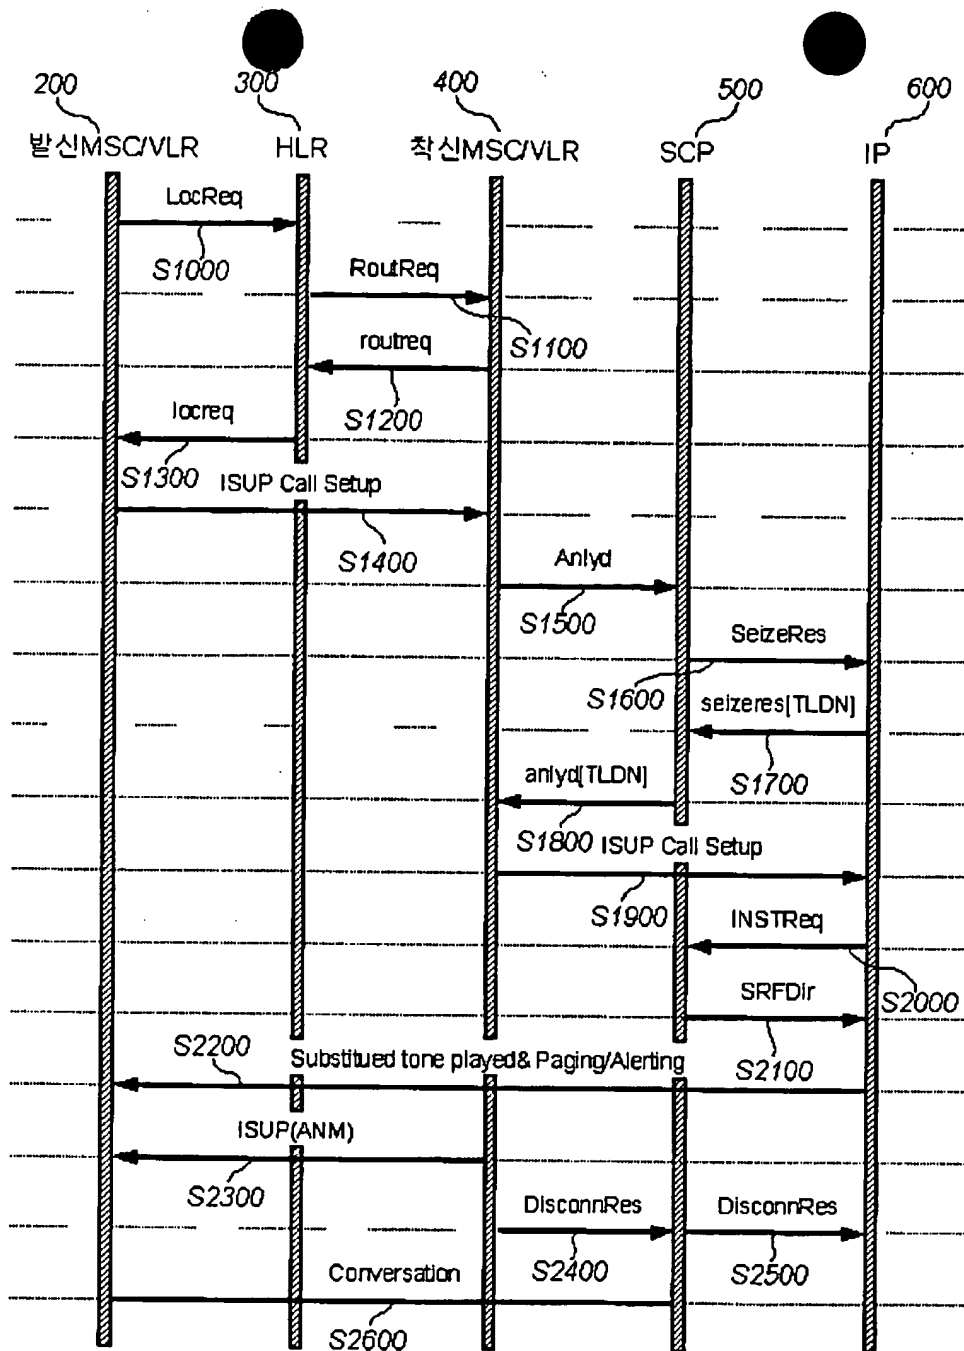 200 300 400 500 600
발신MSC/VLR HLR 착신MSC/VLR SCP IP
LocReq
S1000
RoutReq
S1100
routreq
S1200
locreq
S1300
ISUP Call Setup
S1400
Anlyd
S1500
SeizeRes
S1600
seizeres[TLDN]
S1700
anlyd[TLDN]
S1800
ISUP Call Setup
S1900
INSTReq
S2000
SRFDir
S2100
S2200
Substitued tone played& Paging/Alerting
ISUP(ANM)
S2300
DisconnRes
S2400
DisconnRes
S2500
Conversation
S2600